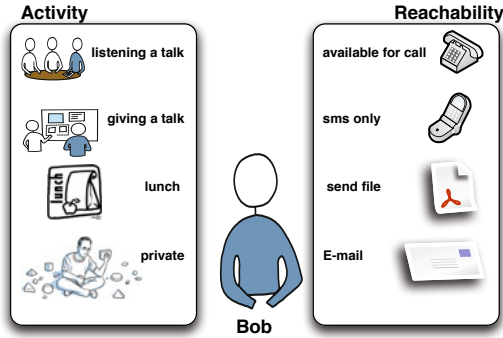 Activity
listening a talk
giving a talk
lunch
lunch
private
Reachability
available for call
sms only
send file
E-mail
Bob